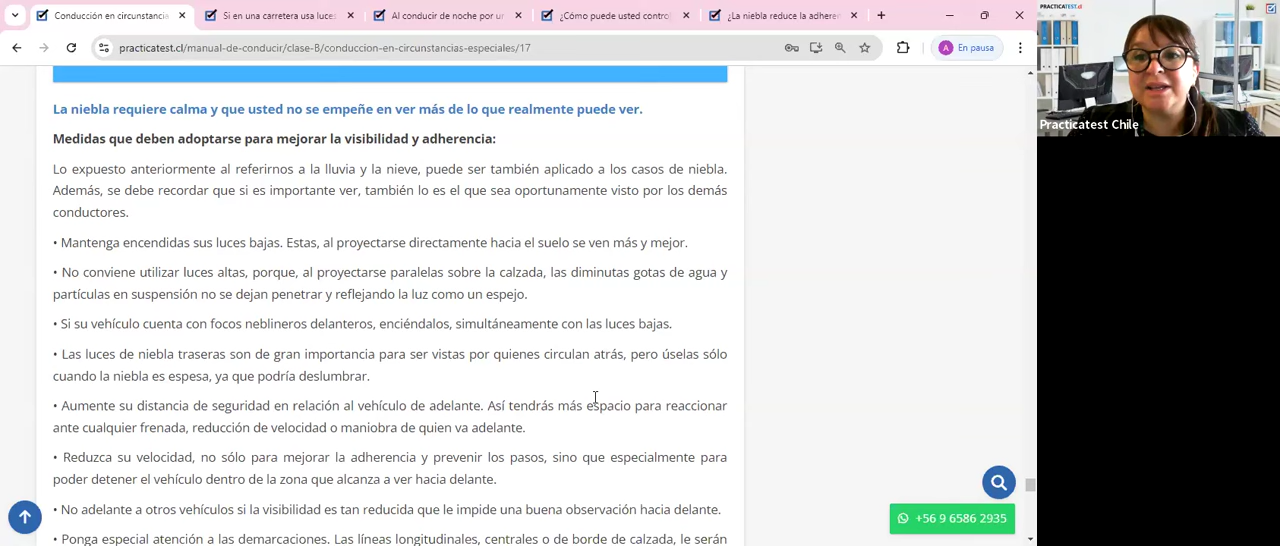 Conducción en circunstancia
Si en una carretera usa luces
Al conducir de noche por un
¿Cómo puede usted control
¿La niebla reduce la adheren
practicatest.cl/manual-de-conducir/clase-B/conduccion-en-circunstancias-especiales/17
A En pausa
PRACTICATEST.cl
Practicatest Chile
La niebla requiere calma y que usted no se empeñe en ver más de lo que realmente puede ver.
Medidas que deben adoptarse para mejorar la visibilidad y adherencia:
Lo expuesto anteriormente al referirnos a la lluvia y la nieve, puede ser también aplicado a los casos de niebla.
Además, se debe recordar que si es importante ver, también lo es el que sea oportunamente visto por los demás
conductores.
• Mantenga encendidas sus luces bajas. Estas, al proyectarse directamente hacia el suelo se ven más y mejor.
• No conviene utilizar luces altas, porque, al proyectarse paralelas sobre la calzada, las diminutas gotas de agua y
partículas en suspensión no se dejan penetrar y reflejando la luz como un espejo.
• Si su vehículo cuenta con focos neblineros delanteros, enciéndalos, simultáneamente con las luces bajas.
• Las luces de niebla traseras son de gran importancia para ser vistas por quienes circulan atrás, pero úselas sólo
cuando la niebla es espesa, ya que podría deslumbrar.
• Aumente su distancia de seguridad en relación al vehículo de adelante. Así tendrás más espacio para reaccionar
ante cualquier frenada, reducción de velocidad o maniobra de quien va adelante.
• Reduzca su velocidad, no sólo para mejorar la adherencia y prevenir los pasos, sino que especialmente para
poder detener el vehículo dentro de la zona que alcanza a ver hacia delante.
• No adelante a otros vehículos si la visibilidad es tan reducida que le impide una buena observación hacia delante.
• Ponga especial atención a las demarcaciones. Las líneas longitudinales, centrales o de borde de calzada, le serán
+56 9 6586 2935